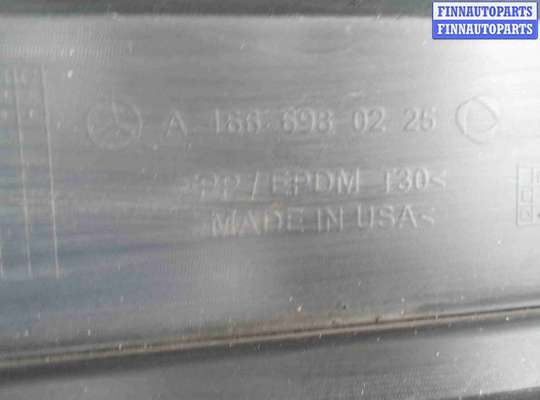 FINNAUTOPARTS
FINNAUTOPARTS
A 166 698 02 25
>PP/EPDM T30<
>MADE IN USA<